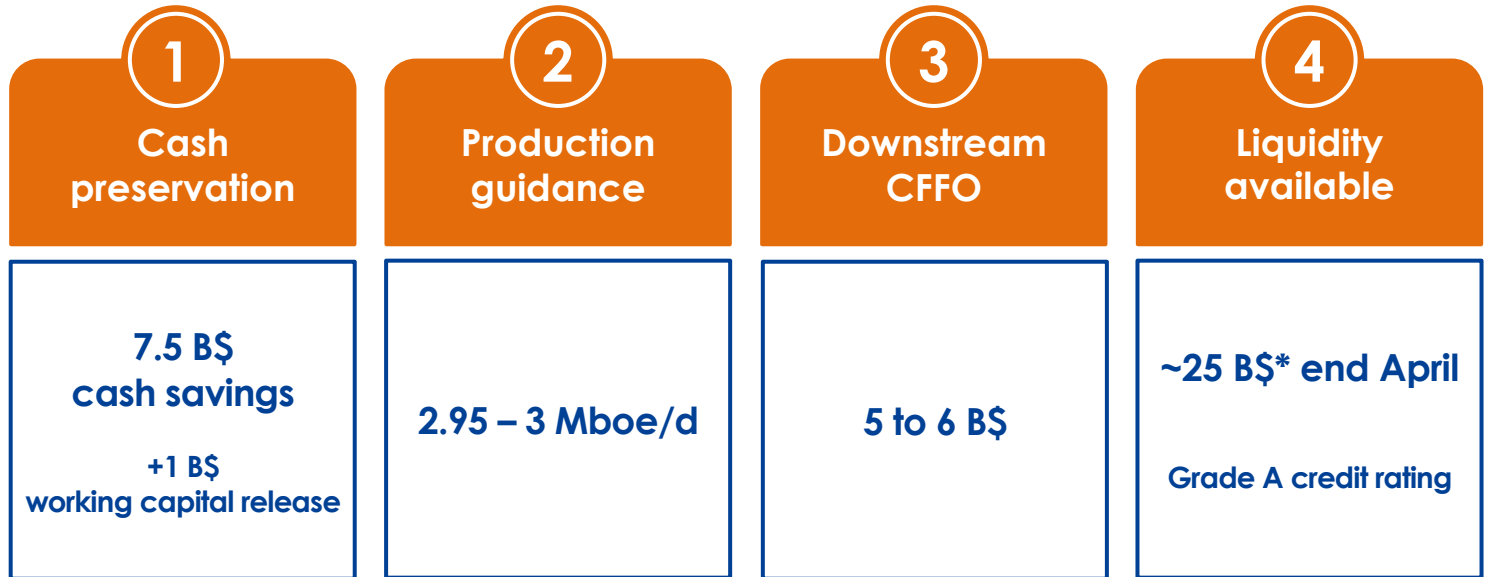 1
Cash
preservation
7.5 B$
cash savings
+1 B$
working capital release
2
Production
guidance
2.95 – 3 Mboe/d
3
Downstream
CFFO
5 to 6 B$
4
Liquidity
available
~25 B$* end April
Grade A credit rating